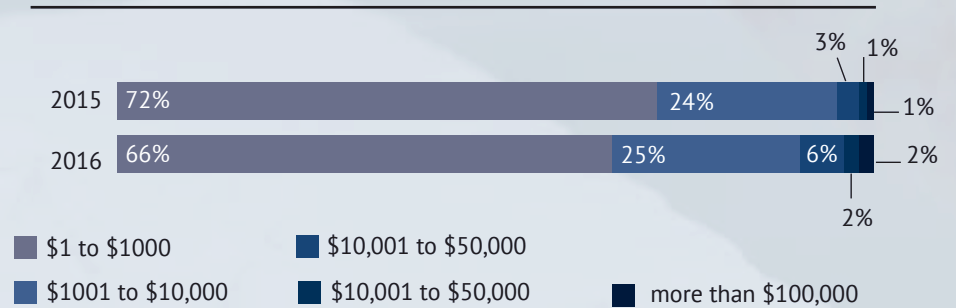 3% 1%
2015 72% 24% 1%
2016 66% 25% 6% 2%
2%
$1 to $1000 $10,001 to $50,000
$1001 to $10,000 $10,001 to $50,000 more than $100,000